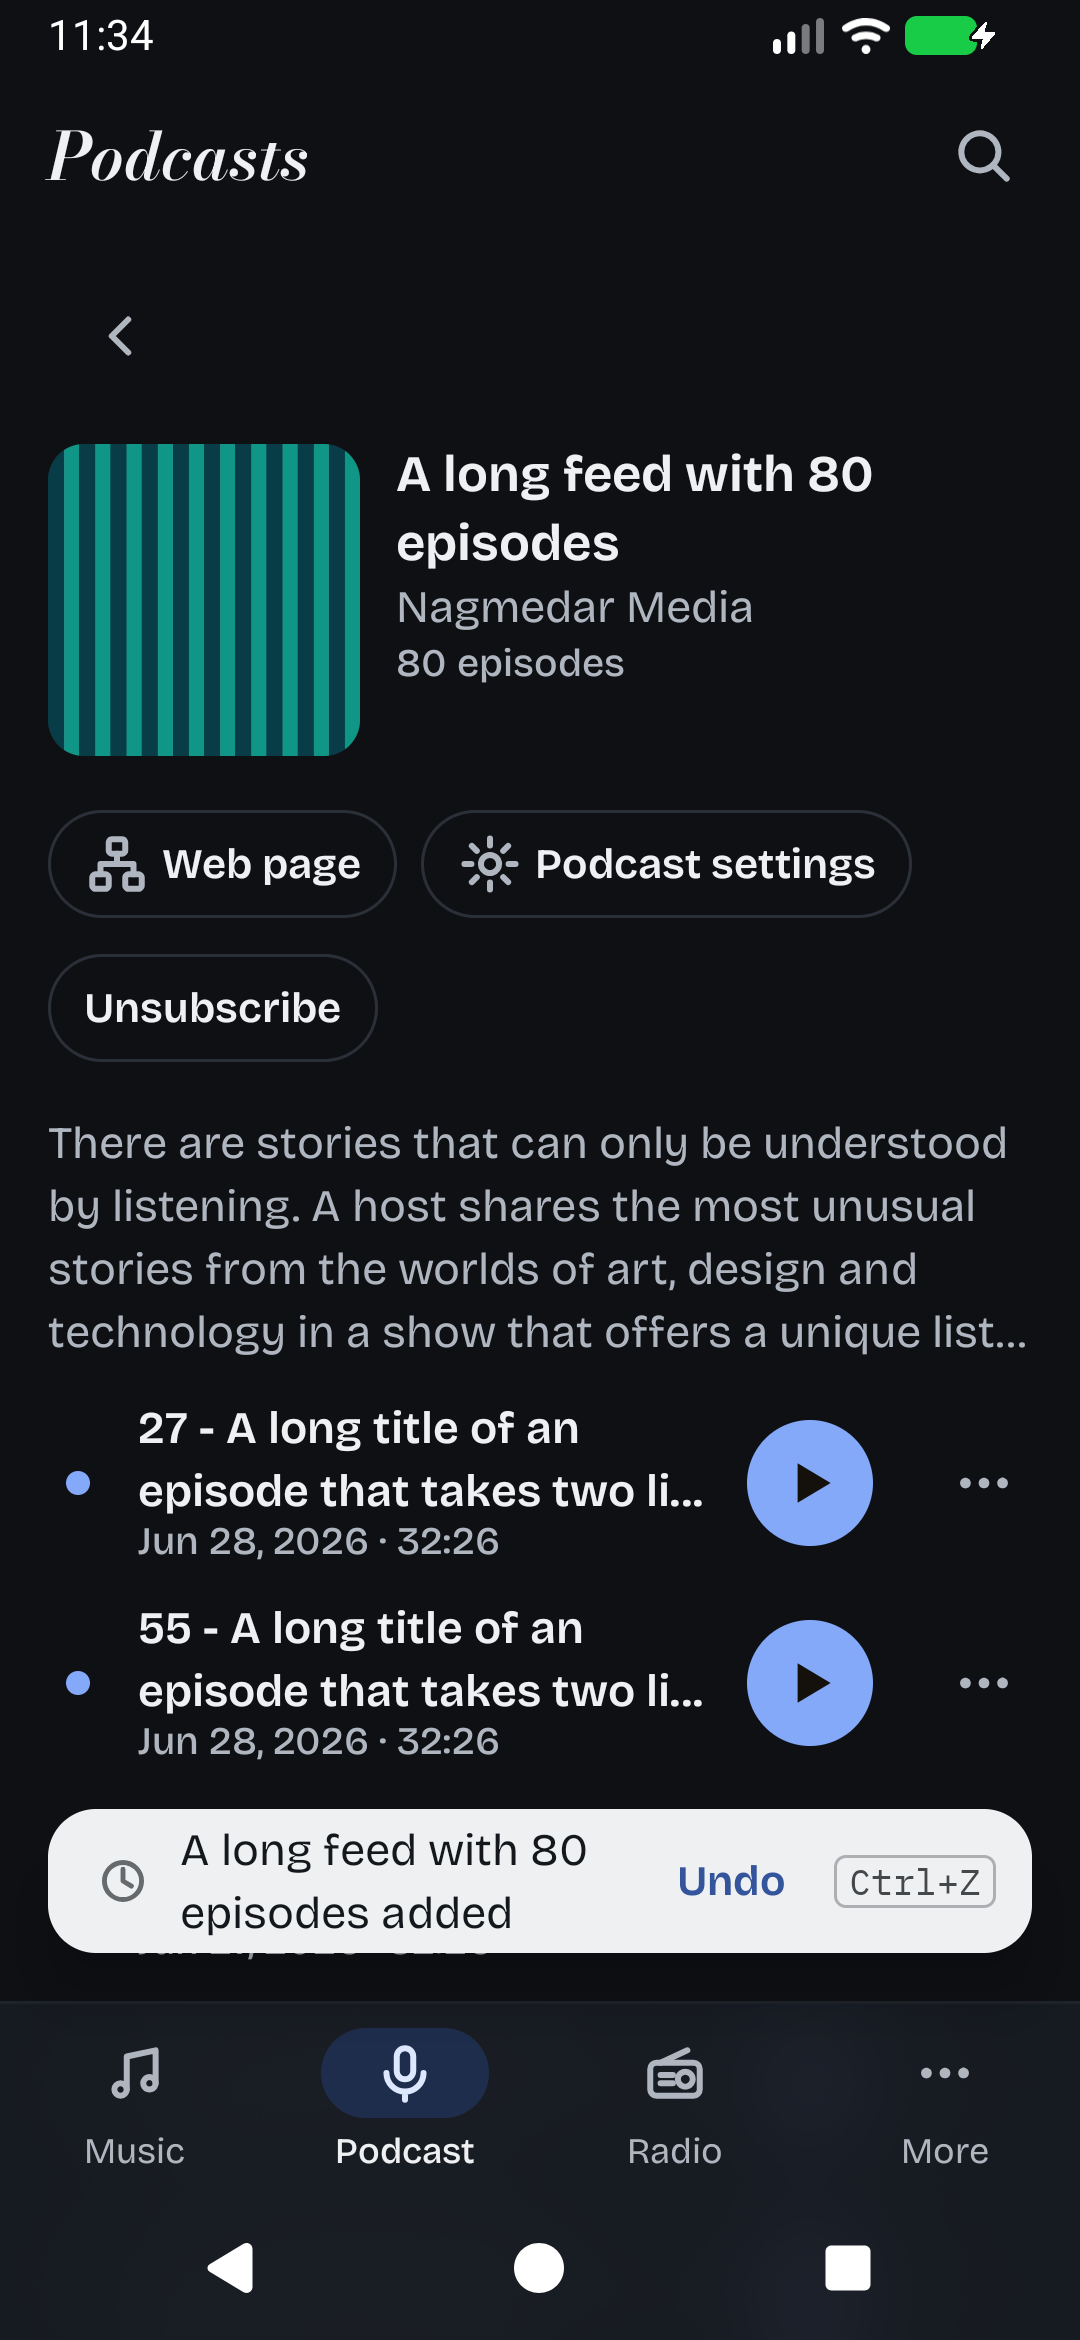 11:34
Podcasts
A long feed with 80
episodes
Nagmedar Media
80 episodes
Web page
Podcast settings
Unsubscribe
There are stories that can only be understood
by listening. A host shares the most unusual
stories from the worlds of art, design and
technology in a show that offers a unique list...
27 - A long title of an
episode that takes two li...
Jun 28, 2026 · 32:26
55 - A long title of an
episode that takes two li...
Jun 28, 2026 · 32:26
A long feed with 80
episodes added
Undo
Ctrl+Z
Music
Podcast
Radio
More